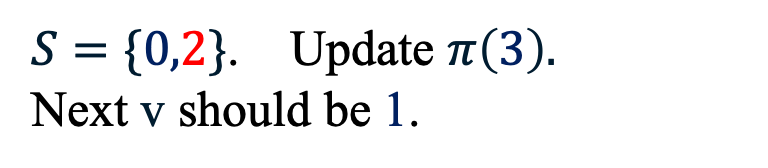 S = {0,2}. Update π(3).
Next v should be 1.